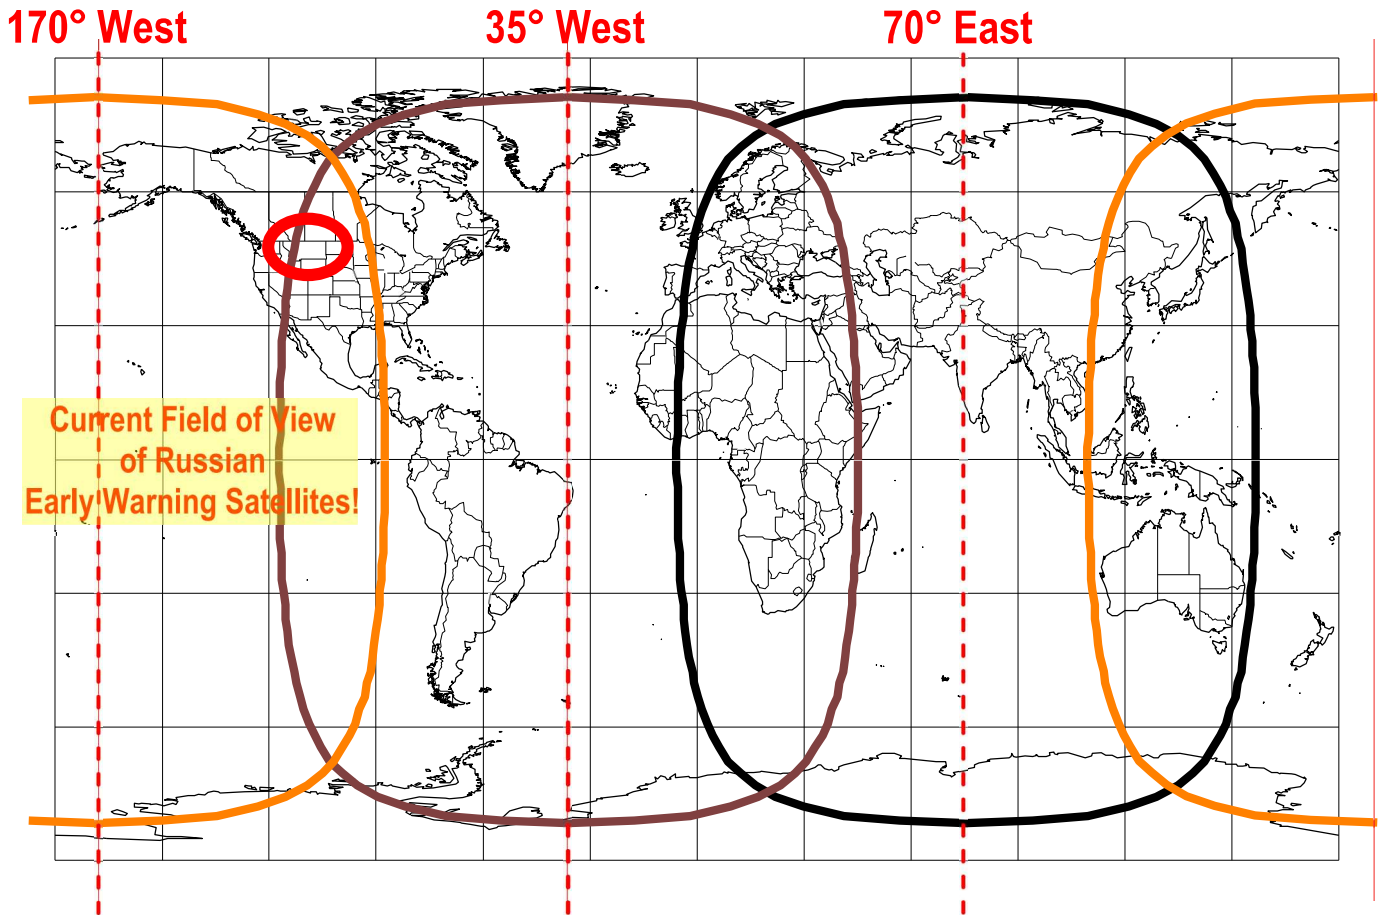 170° West
35° West
70° East
Current Field of View
of Russian
Early Warning Satellites!